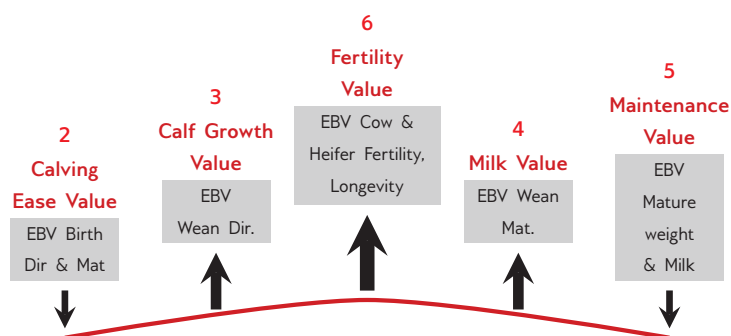 2
Calving
Ease Value
EBV Birth
Dir & Mat
3
Calf Growth
Value
EBV
Wean Dir.
6
Fertility
Value
EBV Cow &
Heifer Fertility,
Longevity
4
Milk Value
EBV Wean
Mat.
5
Maintenance
Value
EBV
Mature
weight
& Milk